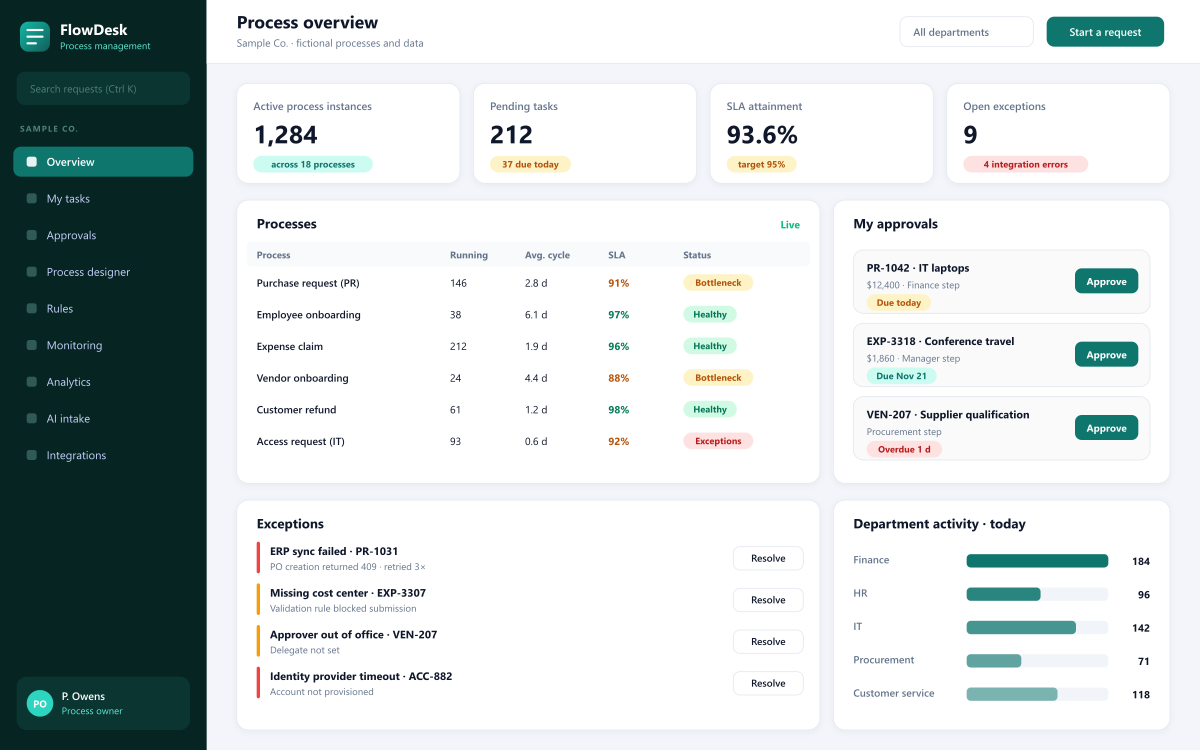 FlowDesk
Process management
Search requests (Ctrl K)
SAMPLE CO.
Overview
My tasks
Approvals
Process designer
Rules
Monitoring
Analytics
AI intake
Integrations
PO
P. Owens
Process owner
Process overview
Sample Co. · fictional processes and data
All departments
Start a request
Active process instances
1,284
across 18 processes
Pending tasks
212
37 due today
SLA attainment
93.6%
target 95%
Open exceptions
9
4 integration errors
Processes
Live
Process Running Avg. cycle SLA Status
Purchase request (PR) 146 2.8 d 91% Bottleneck
Employee onboarding 38 6.1 d 97% Healthy
Expense claim 212 1.9 d 96% Healthy
Vendor onboarding 24 4.4 d 88% Bottleneck
Customer refund 61 1.2 d 98% Healthy
Access request (IT) 93 0.6 d 92% Exceptions
My approvals
PR-1042 · IT laptops
$12,400 · Finance step
Due today
Approve
EXP-3318 · Conference travel
$1,860 · Manager step
Due Nov 21
Approve
VEN-207 · Supplier qualification
Procurement step
Overdue 1 d
Approve
Exceptions
ERP sync failed · PR-1031
PO creation returned 409 · retried 3×
Resolve
Missing cost center · EXP-3307
Validation rule blocked submission
Resolve
Approver out of office · VEN-207
Delegate not set
Resolve
Identity provider timeout · ACC-882
Account not provisioned
Resolve
Department activity · today
Finance 184
HR 96
IT 142
Procurement 71
Customer service 118